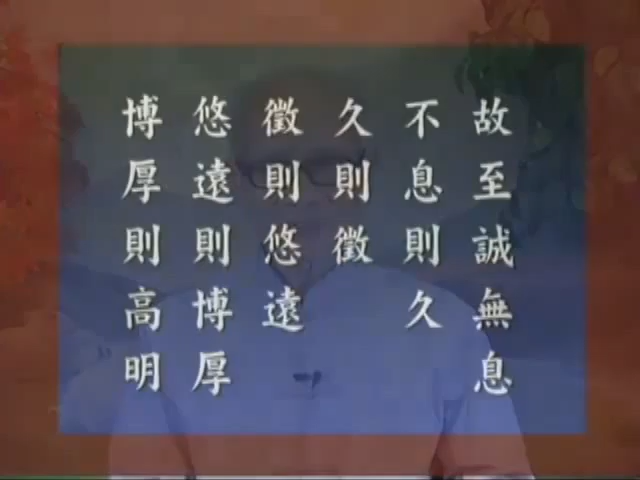 故至誠無息
不息則久
久則徵
徵則悠遠
悠遠則博厚
博厚則高明